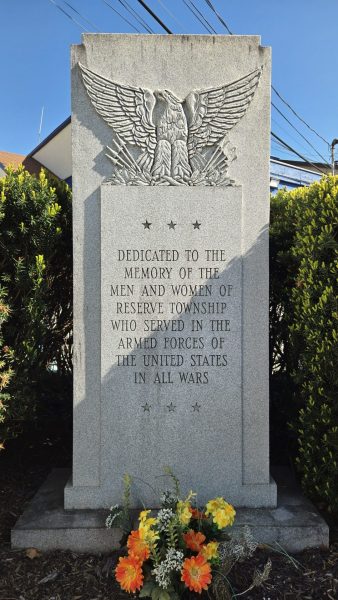 DEDICATED TO THE
MEMORY OF THE
MEN AND WOMEN OF
RESERVE TOWNSHIP
WHO SERVED IN THE
ARMED FORCES OF
THE UNITED STATES
IN ALL WARS